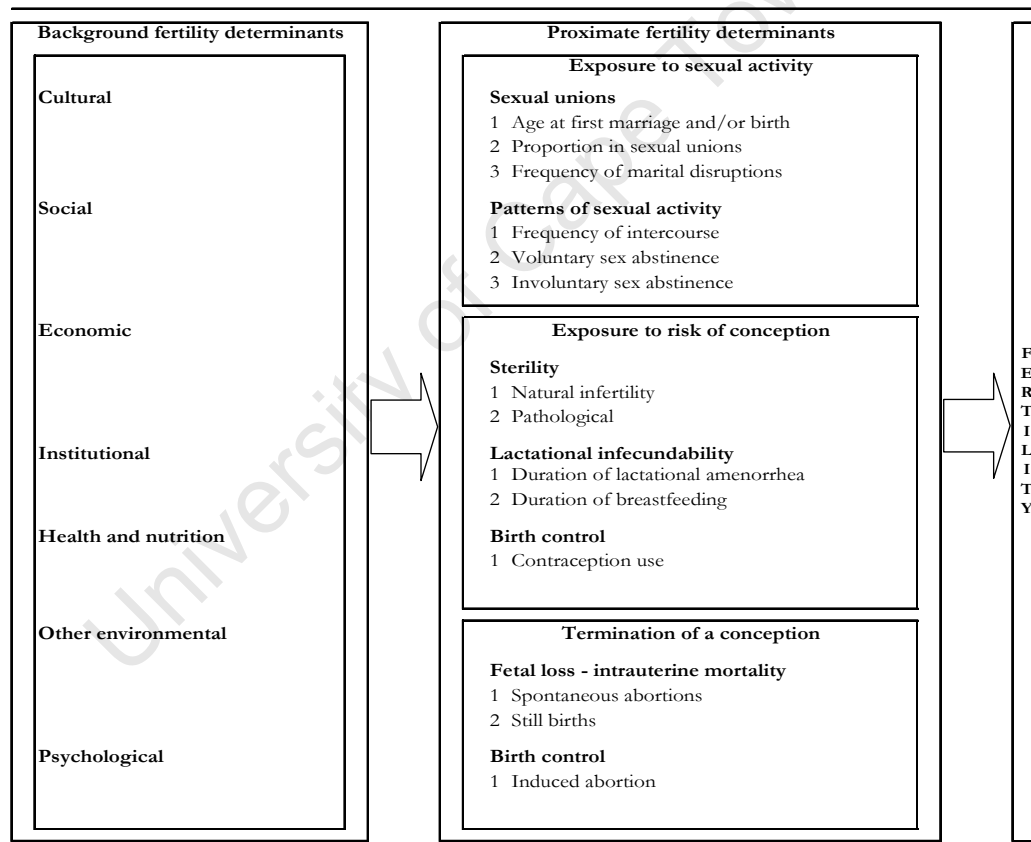 Background fertility determinants
Cultural
Social
Economic
Institutional
Health and nutrition
Other environmental
Psychological
Proximate fertility determinants
Exposure to sexual activity
Sexual unions
1 Age at first marriage and/or birth
2 Proportion in sexual unions
3 Frequency of marital disruptions
Patterns of sexual activity
1 Frequency of intercourse
2 Voluntary sex abstinence
3 Involuntary sex abstinence
Exposure to risk of conception
Sterility
1 Natural infertility
2 Pathological
Lactational infecundability
1 Duration of lactational amenorrhea
2 Duration of breastfeeding
Birth control
1 Contraception use
Termination of a conception
Fetal loss - intrauterine mortality
1 Spontaneous abortions
2 Still births
Birth control
1 Induced abortion
F
E
R
T
I
L
I
T
Y
University of Cape Tow